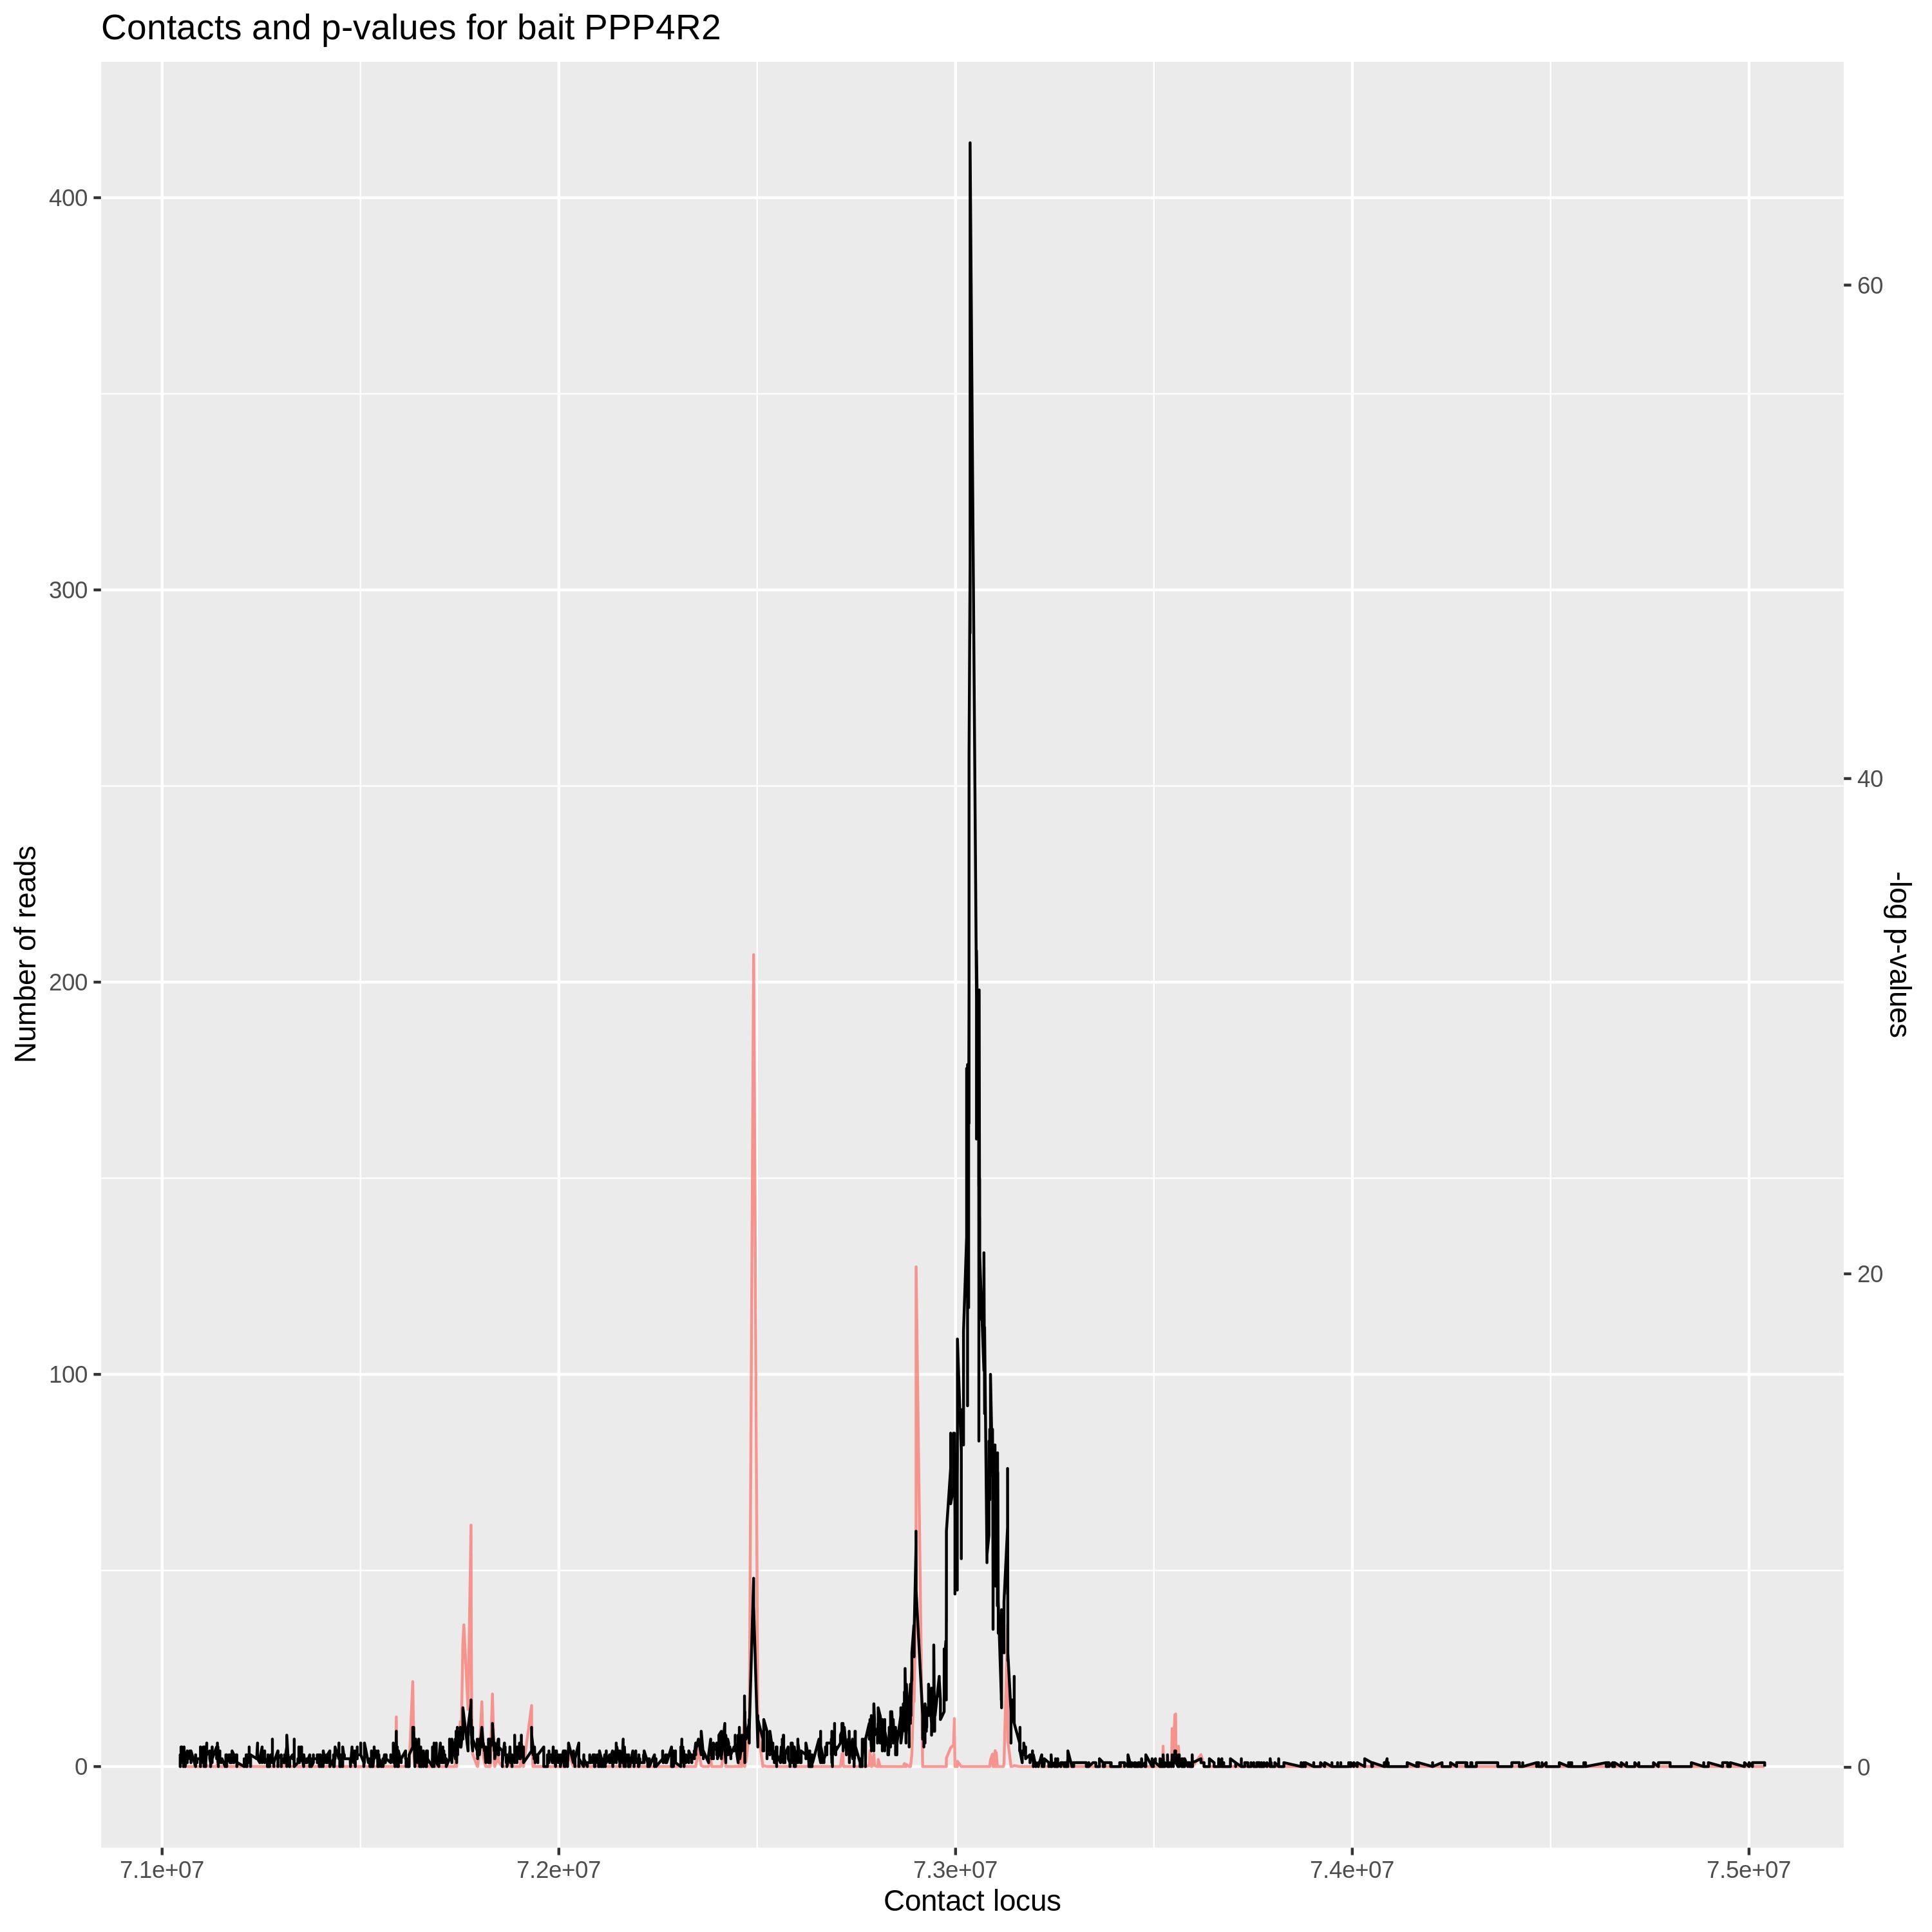 Contacts and p-values for bait PPP4R2
400
300
200
100
0
60
40
20
0
Number of reads
-log p-values
7.1e+07
7.2e+07
7.3e+07
7.4e+07
7.5e+07
Contact locus